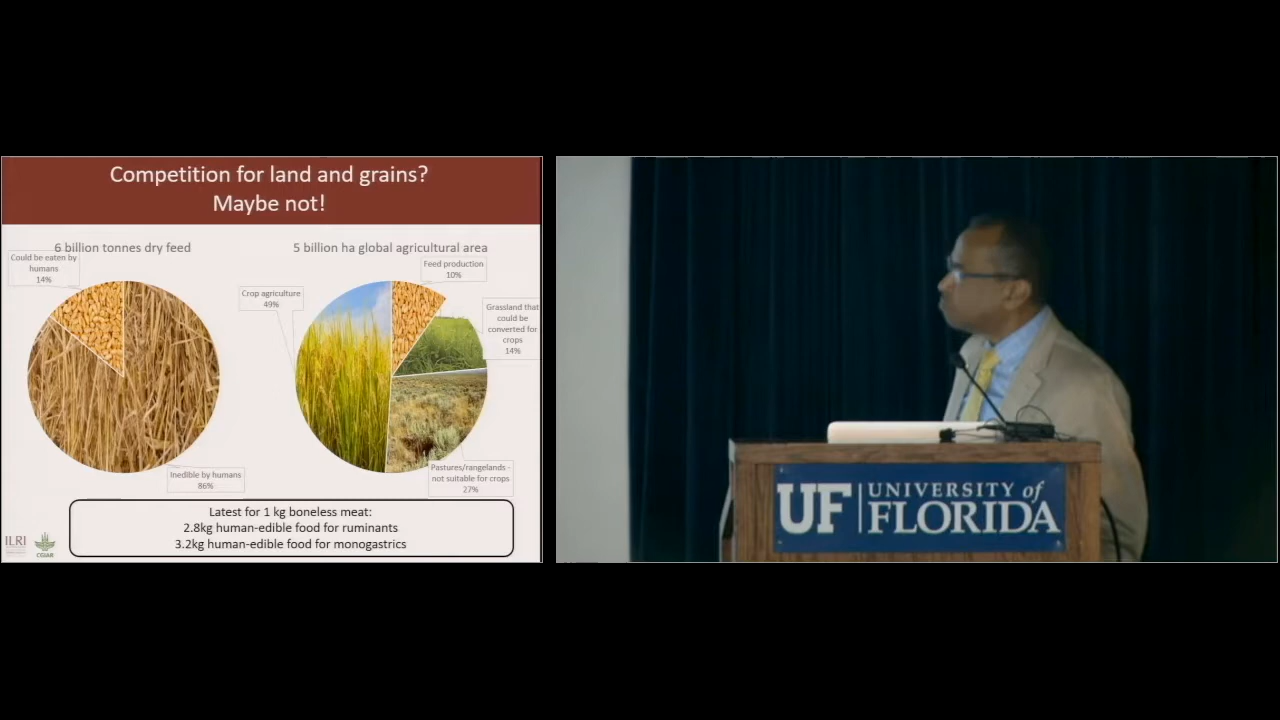 Competition for land and grains?
Maybe not!
6 billion tonnes dry feed
Could be eaten by
humans
14%
Inedible by humans
86%
5 billion ha global agricultural area
Feed production
10%
Crop agriculture
49%
Grassland that
could be
converted for
crops
14%
Pastures/rangelands -
not suitable for crops
27%
Latest for 1 kg boneless meat:
2.8kg human-edible food for ruminants
3.2kg human-edible food for monogastrics
ILRI
CGIAR
UF UNIVERSITY of
FLORIDA